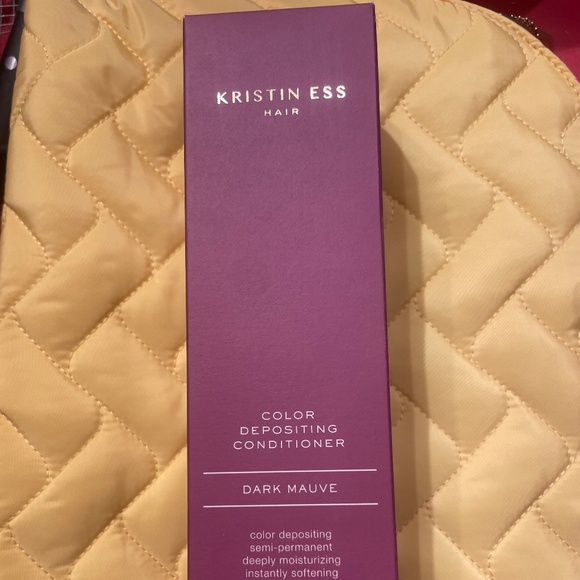 KRISTIN ESS
HAIR
COLOR
DEPOSITING
CONDITIONER
DARK MAUVE
color depositing
semi-permanent
deeply moisturizing
instantly softening